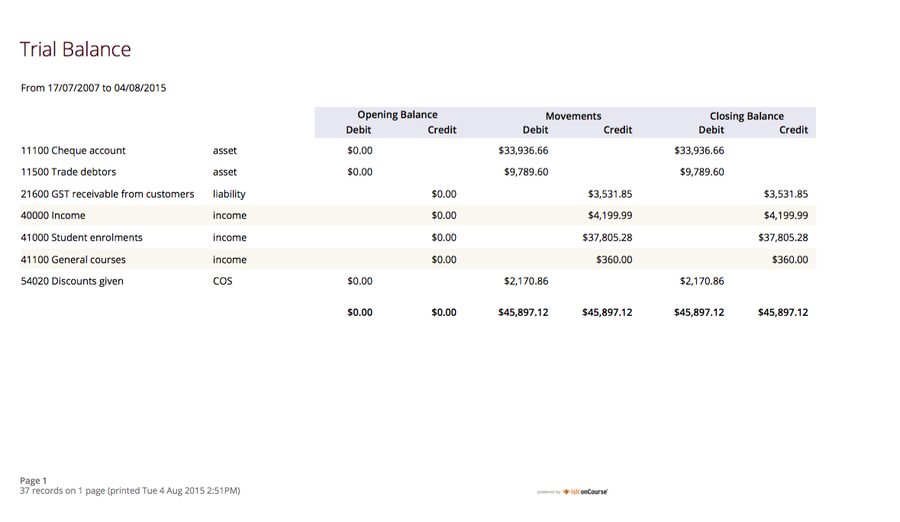 Trial Balance
From 17/07/2007 to 04/08/2015
Opening Balance Movements Closing Balance
Debit Credit Debit Credit Debit Credit
11100 Cheque account asset $0.00 $33,936.66 $33,936.66
11500 Trade debtors asset $0.00 $9,789.60 $9,789.60
21600 GST receivable from customers liability $0.00 $3,531.85 $3,531.85
40000 Income income $0.00 $4,199.99 $4,199.99
41000 Student enrolments income $0.00 $37,805.28 $37,805.28
41100 General courses income $0.00 $360.00 $360.00
54020 Discounts given COS $0.00 $2,170.86 $2,170.86
$0.00 $0.00 $45,897.12 $45,897.12 $45,897.12 $45,897.12
Page 1
37 records on 1 page (printed Tue 4 Aug 2015 2:51PM)
powered by ish onCourse